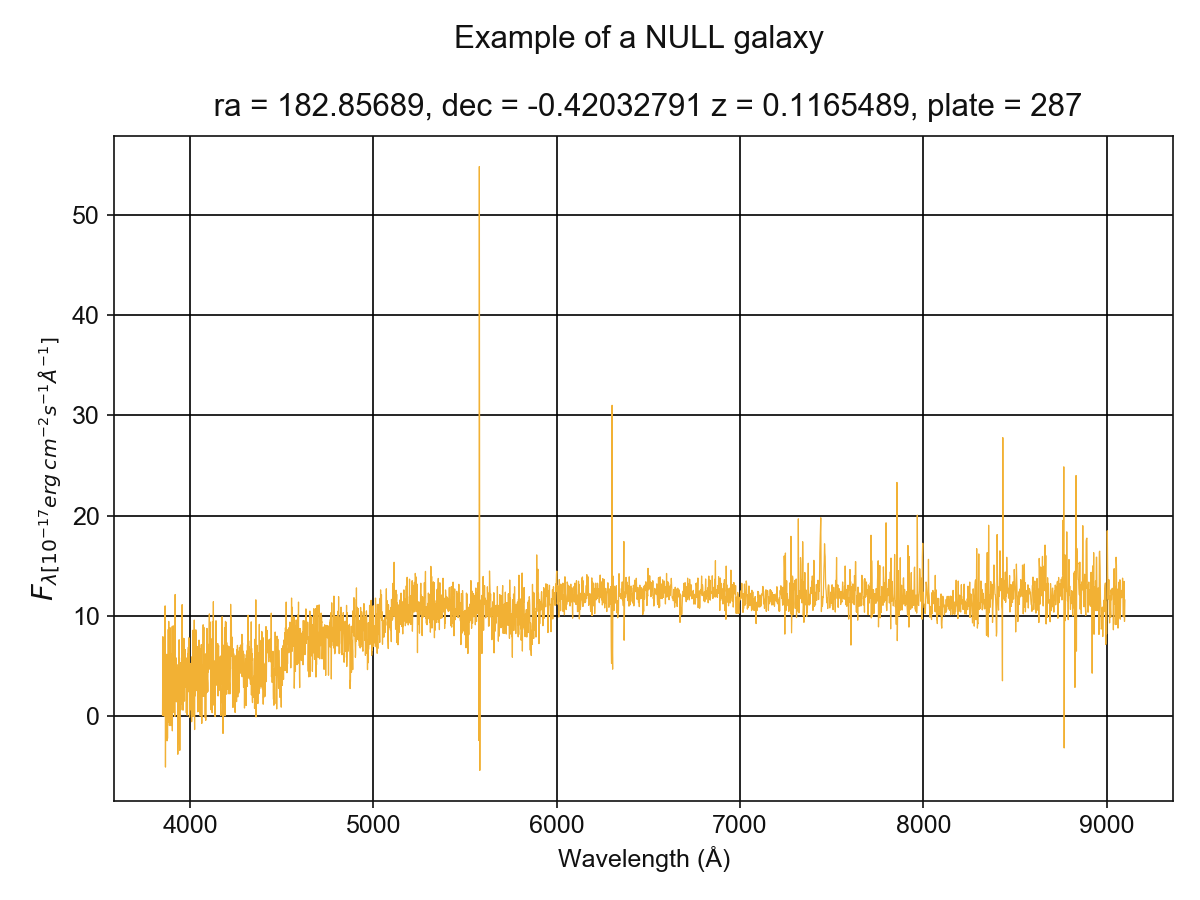 Example of a NULL galaxy
ra = 182.85689, dec = -0.42032791 z = 0.1165489, plate = 287
50
40
30
20
10
0
F_{λ[10^{-17} erg cm^{-2} s^{-1} Å^{-1}]}
4000 5000 6000 7000 8000 9000
Wavelength (Å)